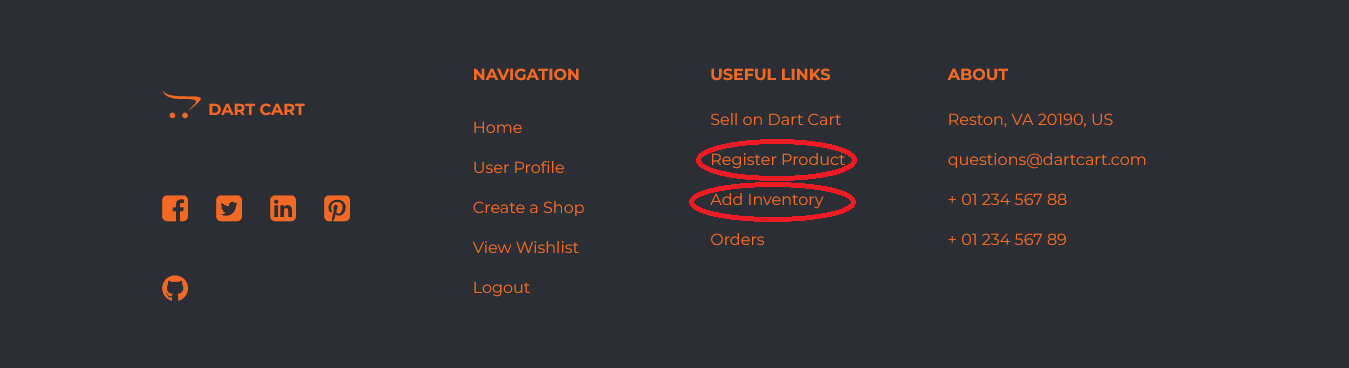 DART CART
NAVIGATION
Home
User Profile
Create a Shop
View Wishlist
Logout
USEFUL LINKS
Sell on Dart Cart
Register Product
Add Inventory
Orders
ABOUT
Reston, VA 20190, US
questions@dartcart.com
+ 01 234 567 88
+ 01 234 567 89